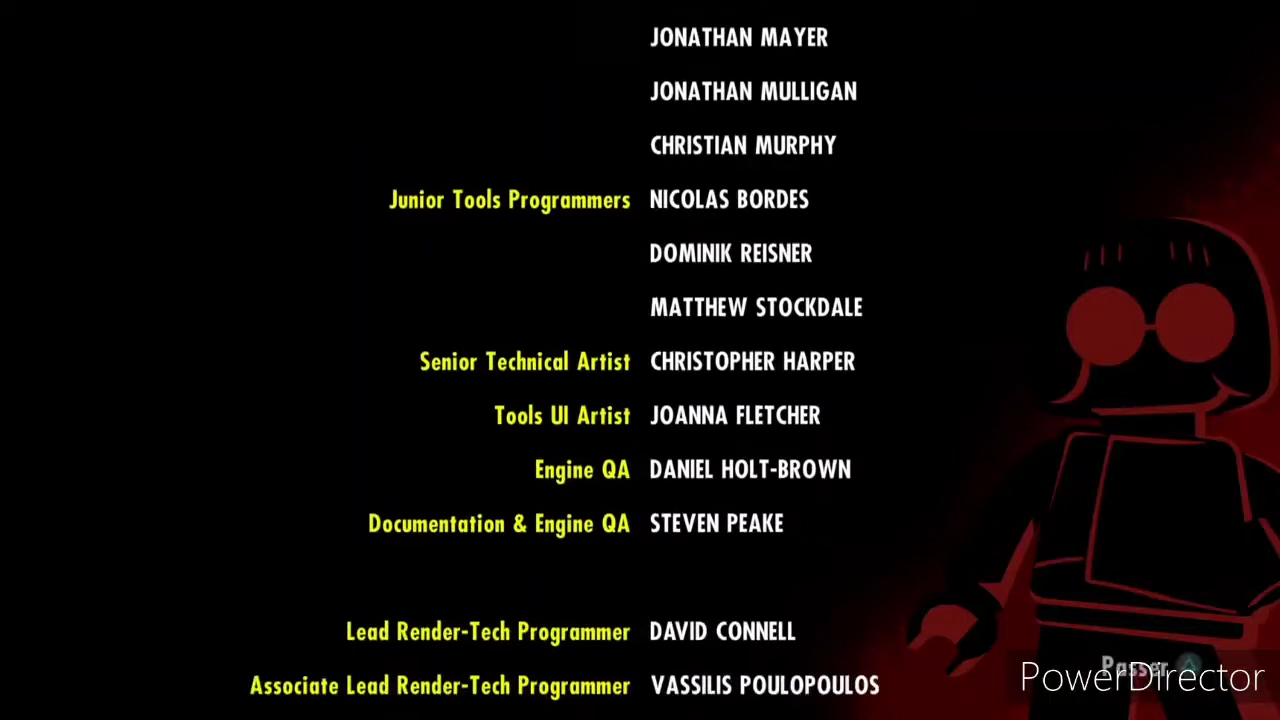 JONATHAN MAYER
JONATHAN MULLIGAN
CHRISTIAN MURPHY
Junior Tools Programmers NICOLAS BORDES
DOMINIK REISNER
MATTHEW STOCKDALE
Senior Technical Artist CHRISTOPHER HARPER
Tools UI Artist JOANNA FLETCHER
Engine QA DANIEL HOLT-BROWN
Documentation & Engine QA STEVEN PEAKE
Lead Render-Tech Programmer DAVID CONNELL
Associate Lead Render-Tech Programmer VASSILIS POULOPOULOS
Passer
PowerDirector